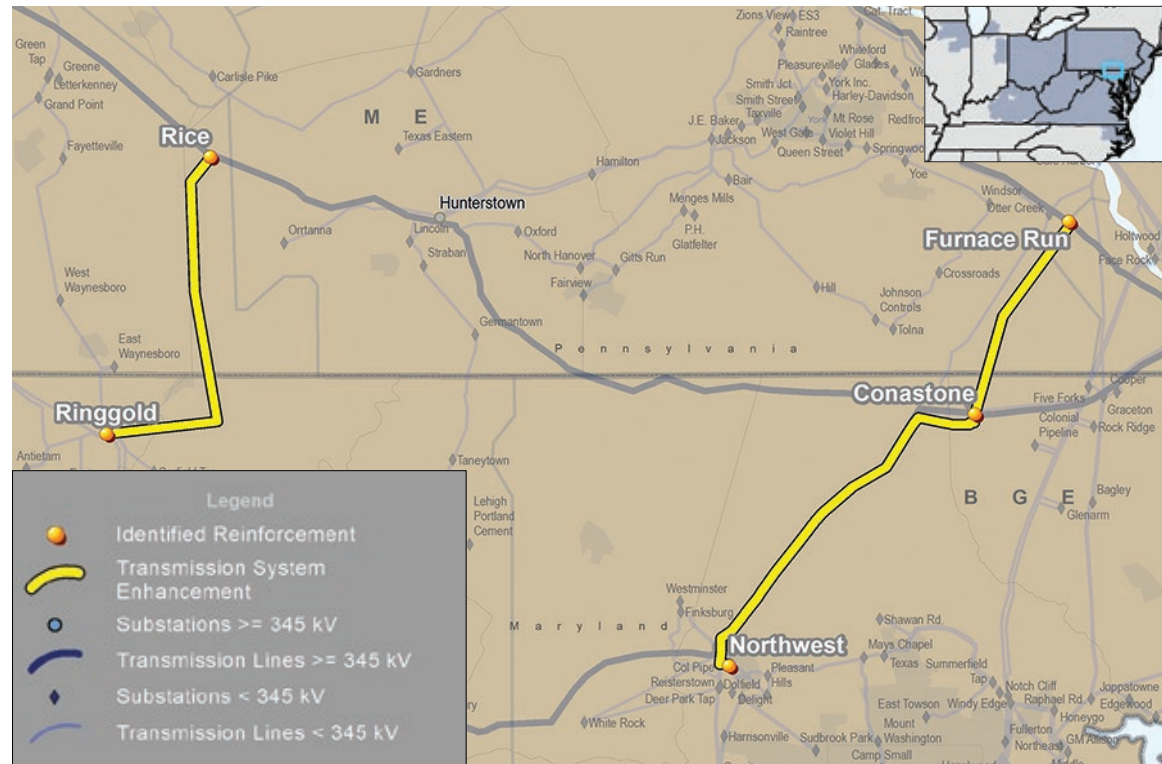 Zions View
ES3
Cat. Tract
Raintree
Green
Tap
Greene
Letterkenny
Grand Point
Carlisle Pike
Gardners
Whiteford
Pleasureville
Glades
Smith Jct.
York Inc.
Harley-Davidson
Smith Street
Taxville
M E
Texas Eastern
Rice
J.E. Baker
York
Mt Rose
Redfron
Jackson
West Gate
Violet Hill
Queen Street
Springwoo
Fayetteville
Hamilton
Yoe
Bair
Windsor
Otter Creek
Hunterstown
Menges Mills
P.H.
Glatfelter
Furnace Run
Holtwood
Face Rock
Orrtanna
Lincoln
Straban
Oxford
North Hanover
Gitts Run
Fairview
Crossroads
West
Waynesboro
Hill
Johnson
Controls
Tolna
Germantown
East
Waynesboro
Pennsylvania
Conastone
Cooper
Five Forks
Graceton
Colonial
Pipeline
Rock Ridge
Ringgold
Antietam
Taneytown
Lehigh
Portland
Cement
B G E
Bagley
Glenarm
Legend
Identified Reinforcement
Transmission System
Enhancement
Substations >= 345 kV
Transmission Lines >= 345 kV
Substations < 345 kV
Transmission Lines < 345 kV
Westminster
Finksburg
Maryland
Shawan Rd.
Northwest
Mays Chapel
Texas
Summerfield
Tap
Col Pipe
Reisterstown
Deer Park Tap
Dolfield
Delight
Pleasant
Hills
Notch Cliff
Windy Edge
Raphael Rd.
Joppatowne
Edgewood
Honeygo
East Towson
Mount
Washington
White Rock
Harrisonville
Sudbrook Park
Camp Small
Fullerton
Northeast
GM Allison
Middle